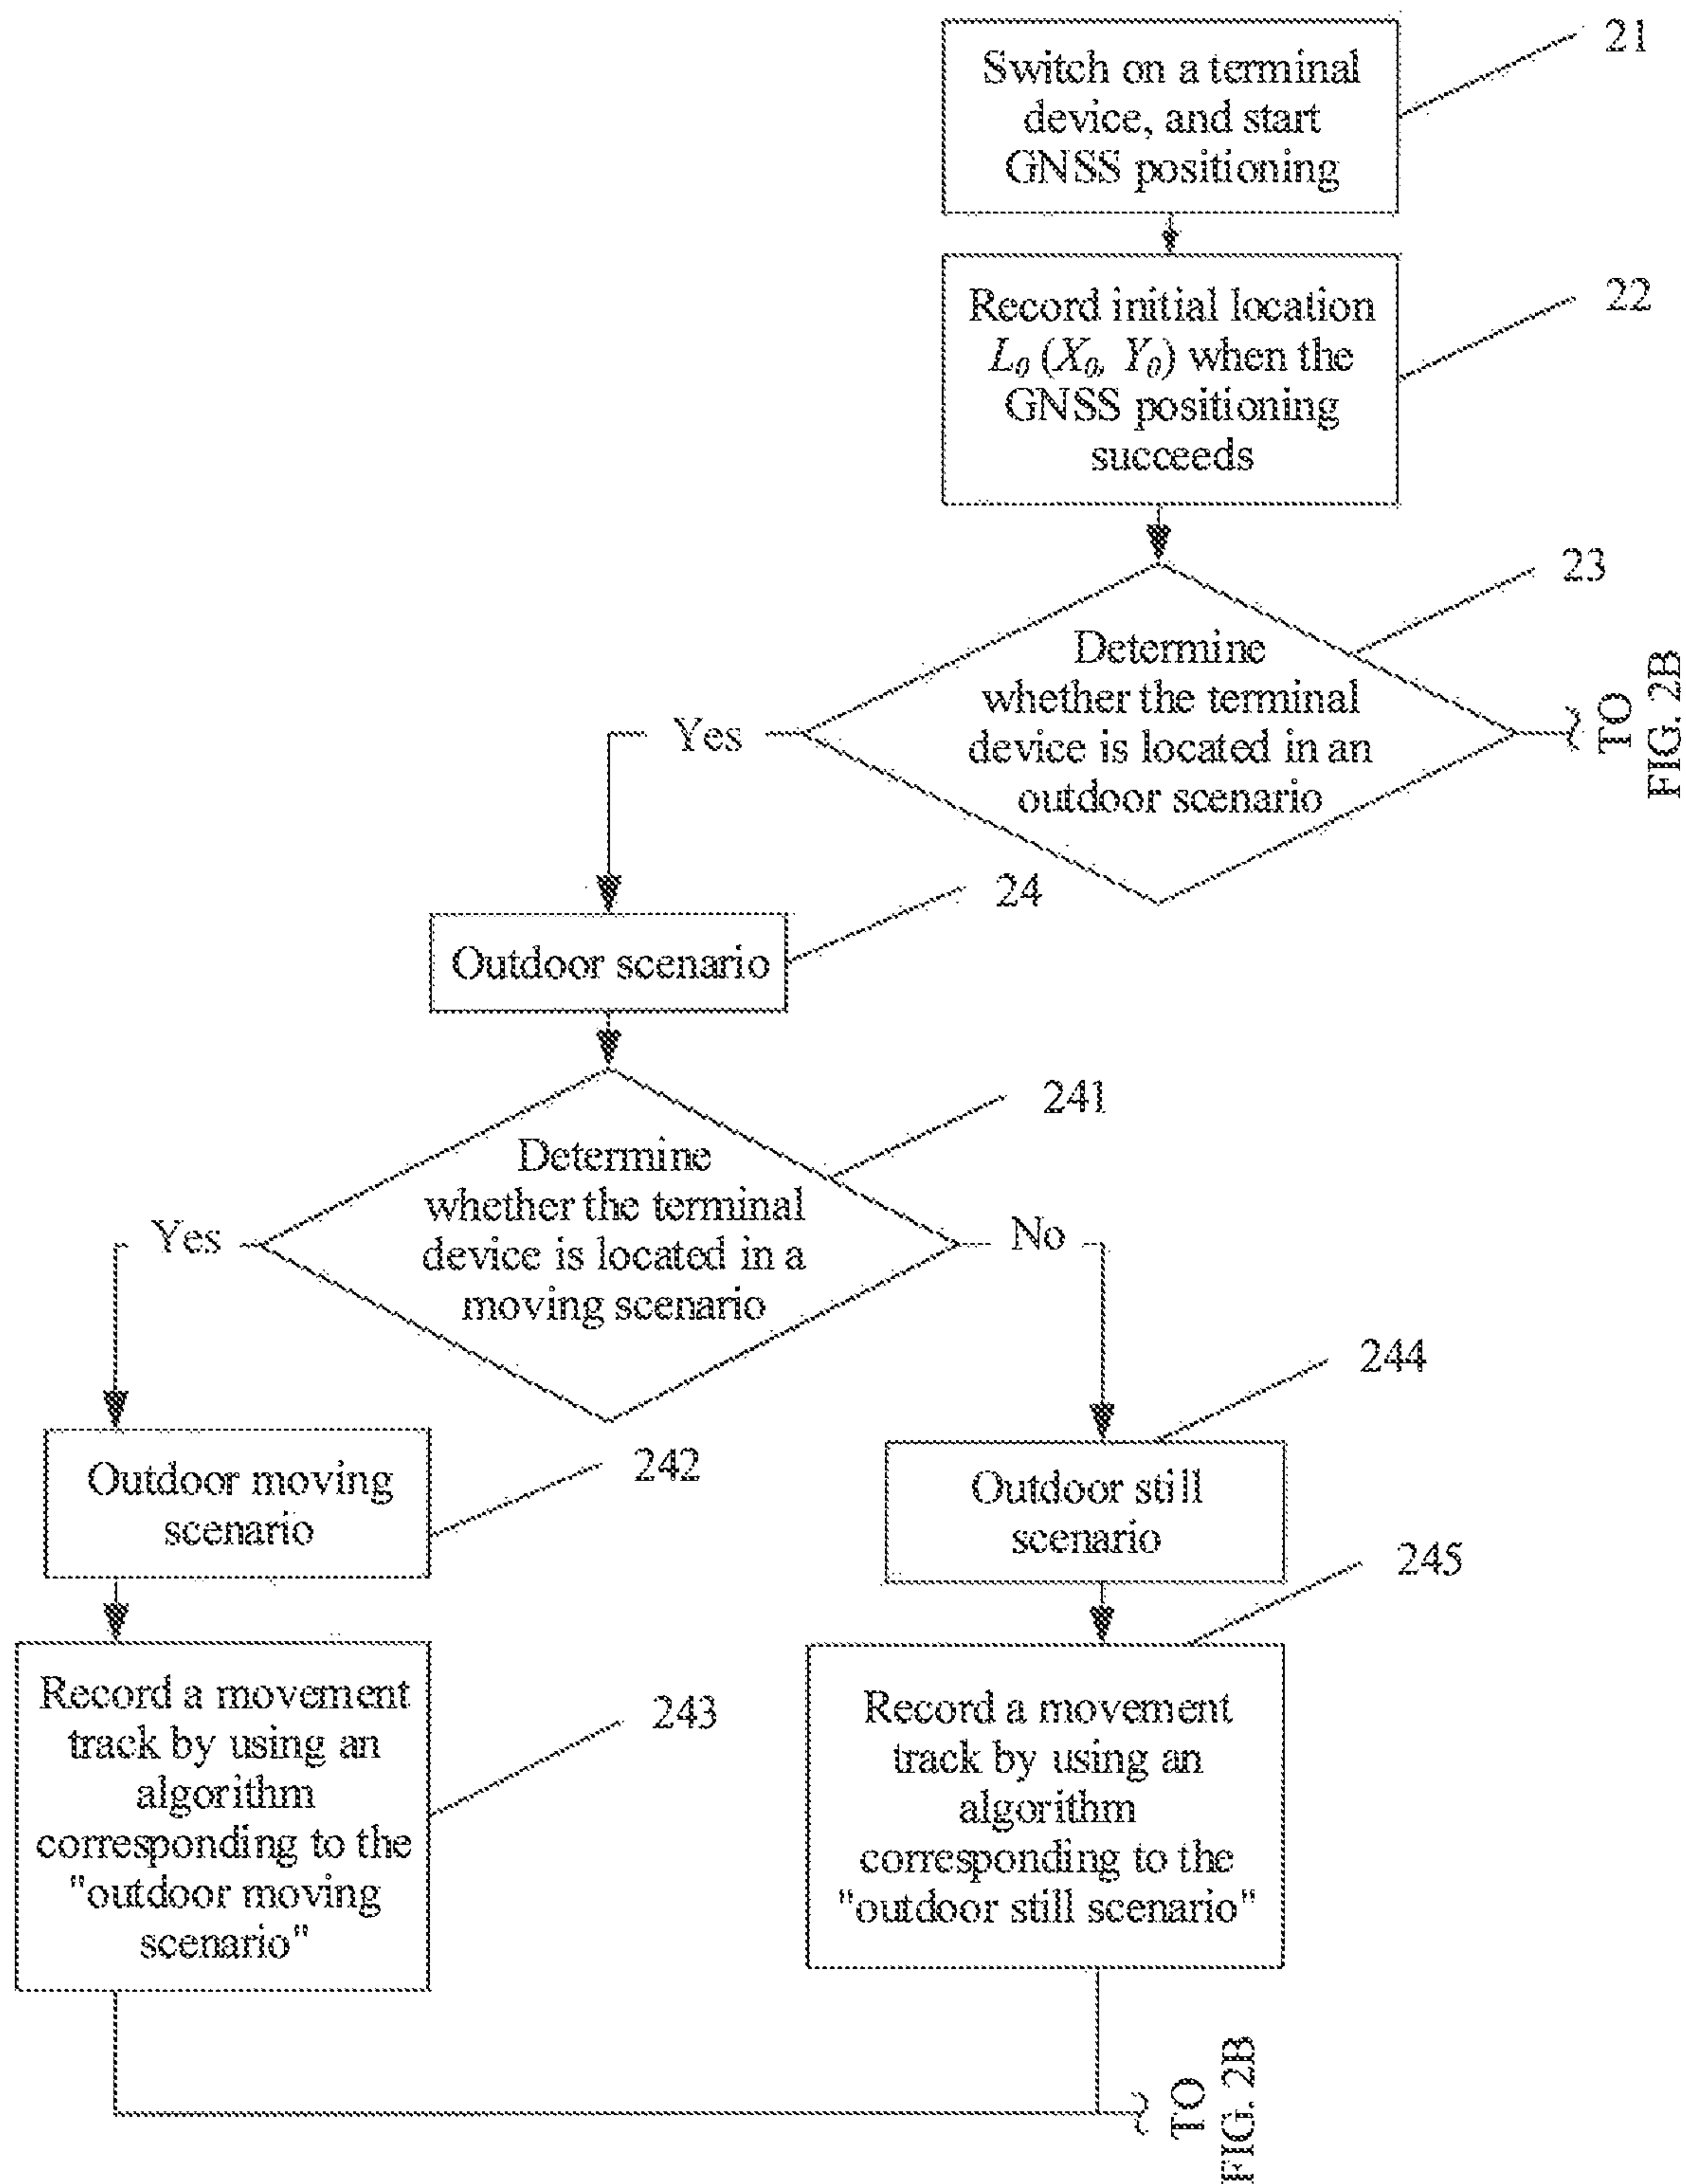 Switch on a terminal
device, and start
GNSS positioning
21
Record initial location
L0 (X0, Y0) when the
GNSS positioning
succeeds
22
Determine
whether the terminal
device is located in an
outdoor scenario
23
TO
FIG. 2B
Yes
Outdoor scenario
24
Determine
whether the terminal
device is located in a
moving scenario
241
Yes
No
Outdoor moving
scenario
242
Outdoor still
scenario
244
Record a movement
track by using an
algorithm
corresponding to the
"outdoor moving
scenario"
243
Record a movement
track by using an
algorithm
corresponding to the
"outdoor still scenario"
245
TO
FIG. 2B